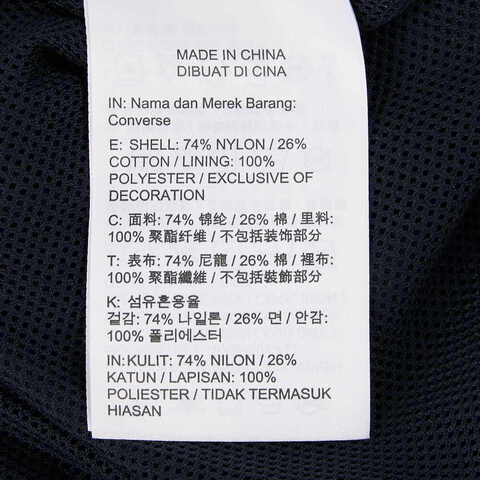 MADE IN CHINA
DIBUAT DI CINA
IN: Nama dan Merek Barang:
Converse
E: SHELL: 74% NYLON / 26%
COTTON / LINING: 100%
POLYESTER / EXCLUSIVE OF
DECORATION
C: 面料: 74% 锦纶 / 26% 棉 / 里料:
100% 聚酯纤维 / 不包括装饰部分
T: 表布: 74% 尼龍 / 26% 棉 / 裡布:
100% 聚酯纖維 / 不包括裝飾部分
K: 섬유혼용율
겉감: 74% 나일론 / 26% 면 / 안감:
100% 폴리에스터
IN: KULIT: 74% NILON / 26%
KATUN / LAPISAN: 100%
POLIESTER / TIDAK TERMASUK
HIASAN